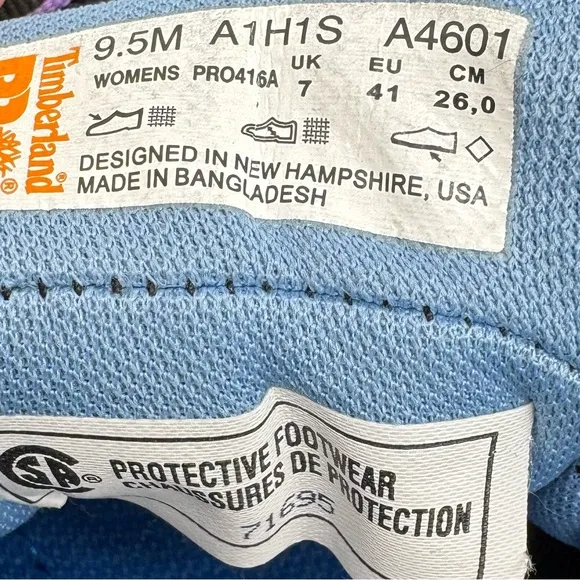 9.5M A1H1S A4601
WOMENS PRO416A UK 7 EU 41 CM 26,0
Timberland®
®
DESIGNED IN NEW HAMPSHIRE, USA
MADE IN BANGLADESH
CSA®
PROTECTIVE FOOTWEAR
CHAUSSURES DE PROTECTION
71695